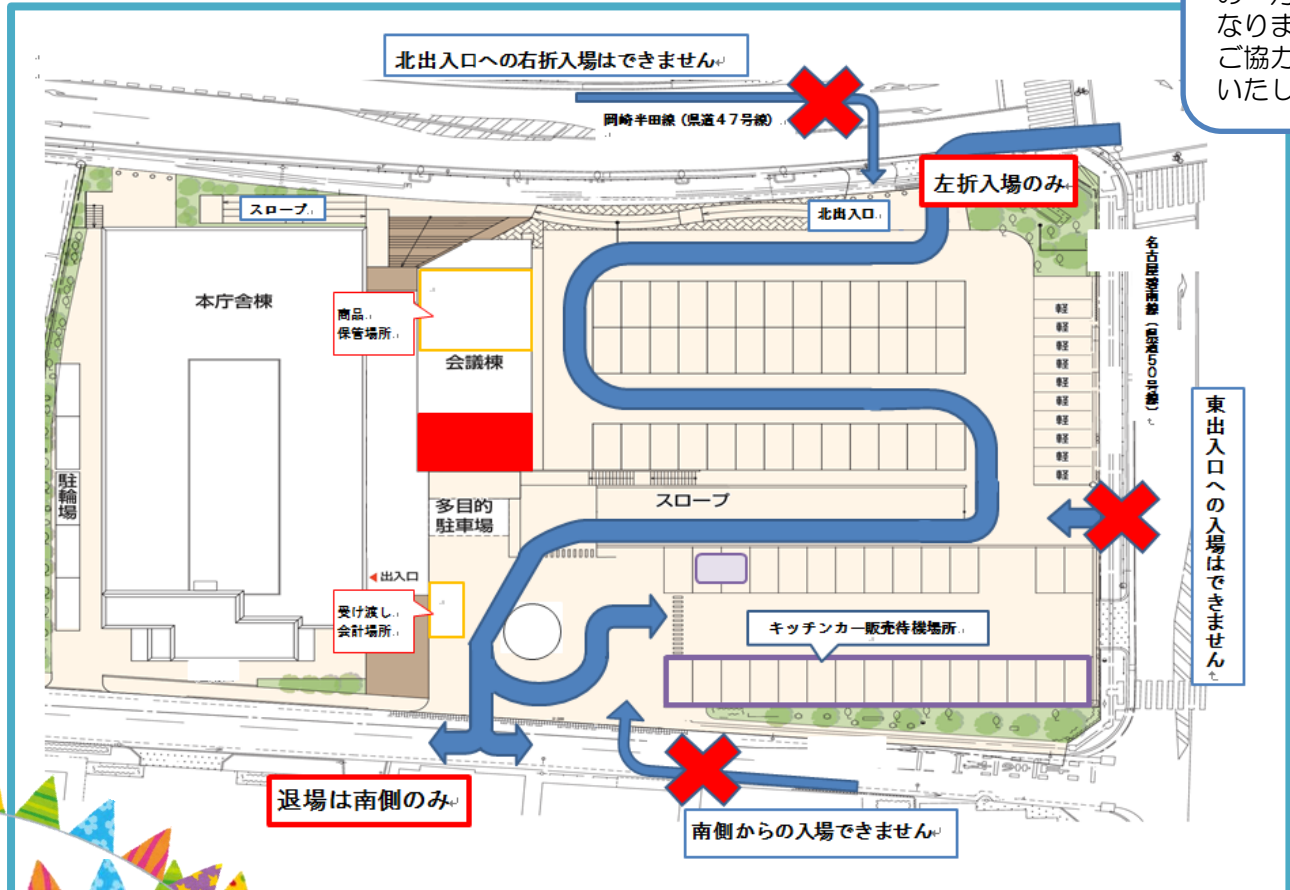 なりま
ご協力
いたし
北出入口への右折入場はできません
岡崎半田線（県道４７号線）
左折入場のみ
スロープ
北出入口
名古屋碧南線（県道５０号線）
本庁舎棟
商品
保管場所
会議棟
軽
軽
軽
軽
軽
軽
軽
軽
軽
軽
東出入口への入場はできません
駐輪場
多目的
駐車場
スロープ
出入口
受け渡し
会計場所
キッチンカー販売待機場所
退場は南側のみ
南側からの入場できません